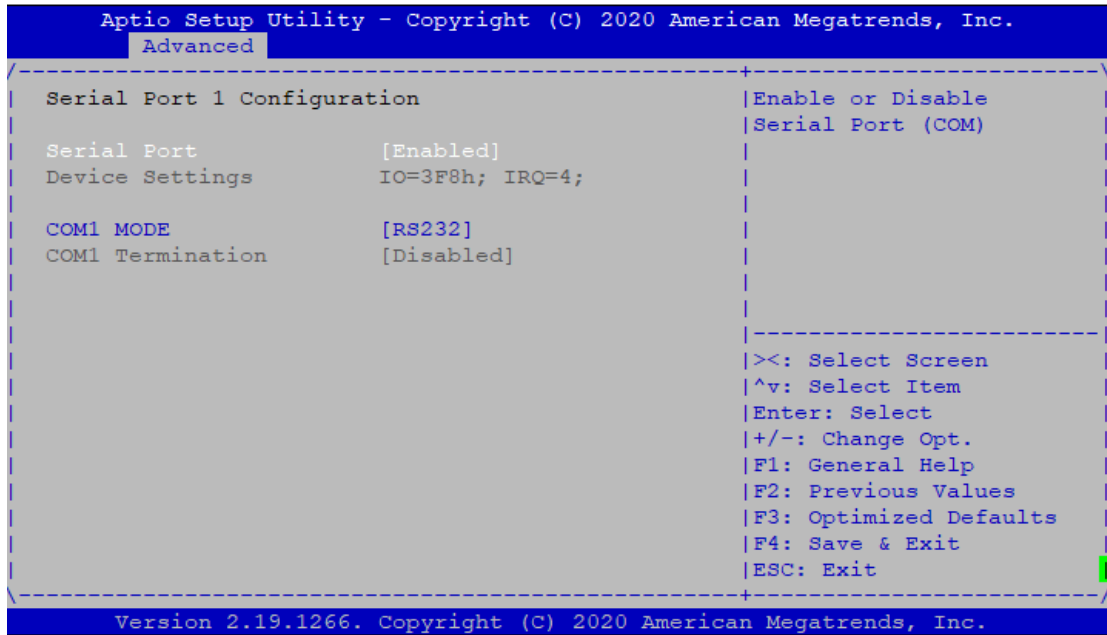 Aptio Setup Utility - Copyright (C) 2020 American Megatrends, Inc.
Advanced
Serial Port 1 Configuration
Serial Port [Enabled]
Device Settings IO=3F8h; IRQ=4;
COM1 MODE [RS232]
COM1 Termination [Disabled]
Enable or Disable
Serial Port (COM)
><: Select Screen
^v: Select Item
Enter: Select
+/-: Change Opt.
F1: General Help
F2: Previous Values
F3: Optimized Defaults
F4: Save & Exit
ESC: Exit
Version 2.19.1266. Copyright (C) 2020 American Megatrends, Inc.